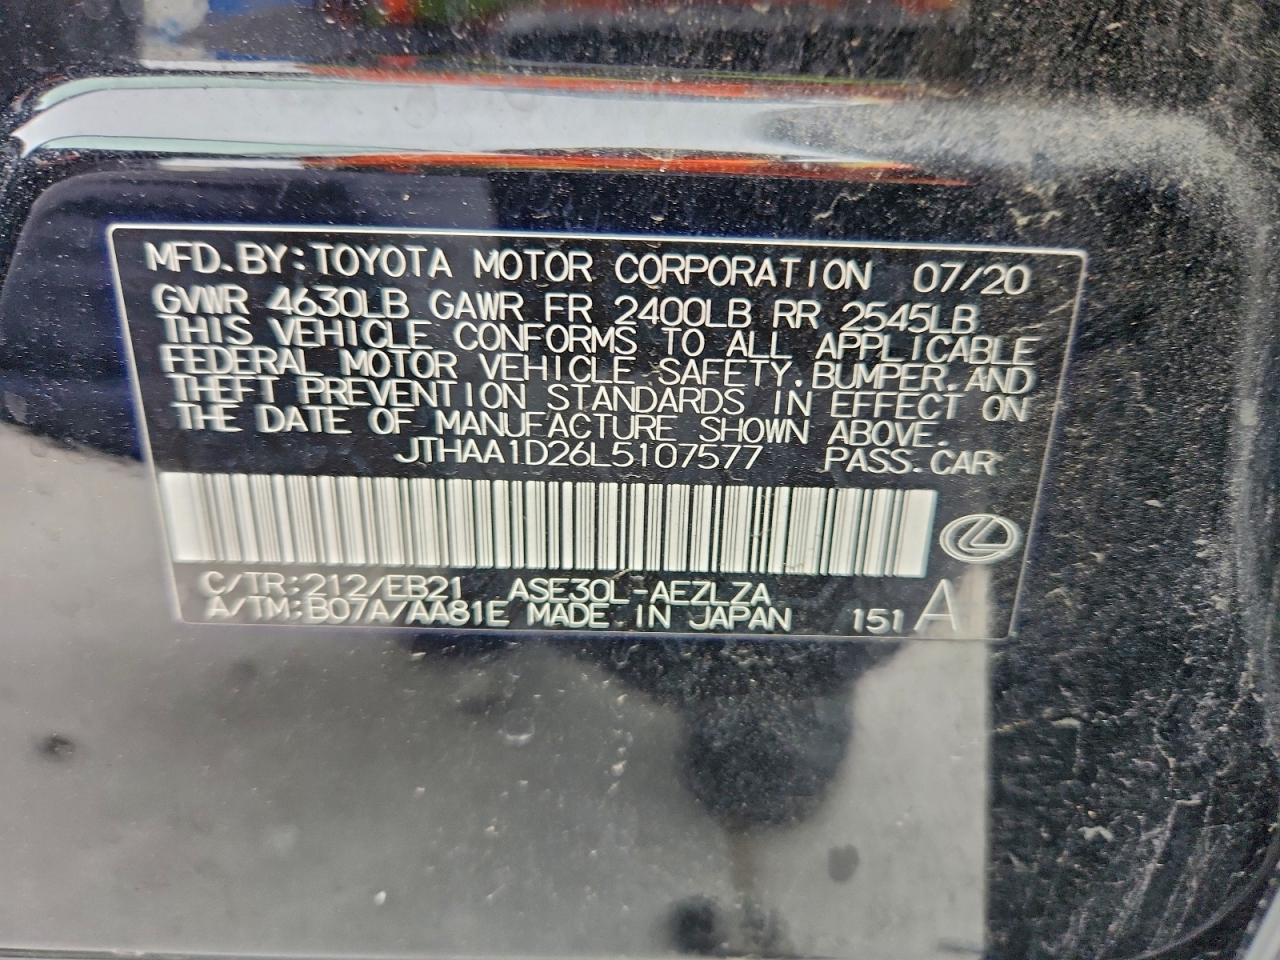 MFD.BY:TOYOTA MOTOR CORPORATION 07/20
GVWR 4630LB GAWR FR 2400LB RR 2545LB
THIS VEHICLE CONFORMS TO ALL APPLICABLE
FEDERAL MOTOR VEHICLE SAFETY.BUMPER.AND
THEFT PREVENTION STANDARDS IN EFFECT ON
THE DATE OF MANUFACTURE SHOWN ABOVE.
JTHAA1D26L5107577 PASS.CAR
C/TR:212/EB21 ASE30L-AEZLZA
A/TM:B07A/AA81E MADE IN JAPAN 151 A